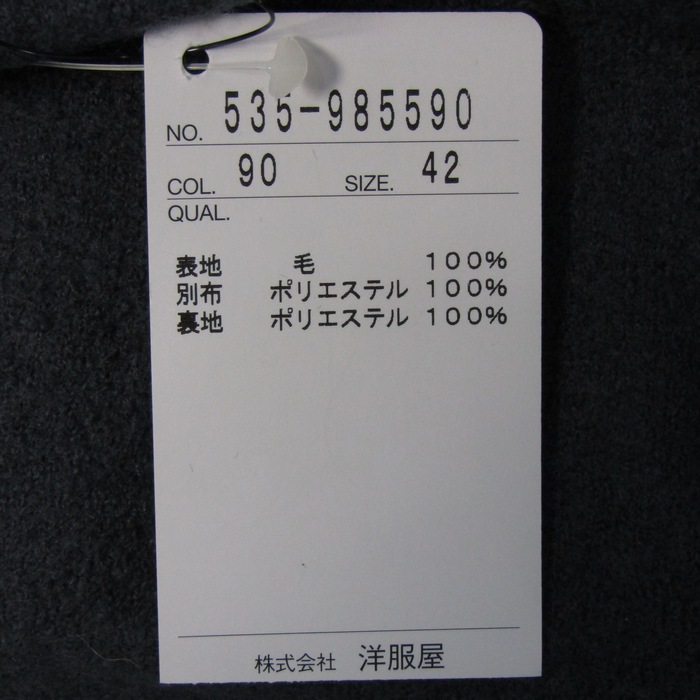 NO. 535-985590
COL. 90 SIZE. 42
QUAL.
表地 毛 100%
別布 ポリエステル 100%
裏地 ポリエステル 100%
株式会社 洋服屋